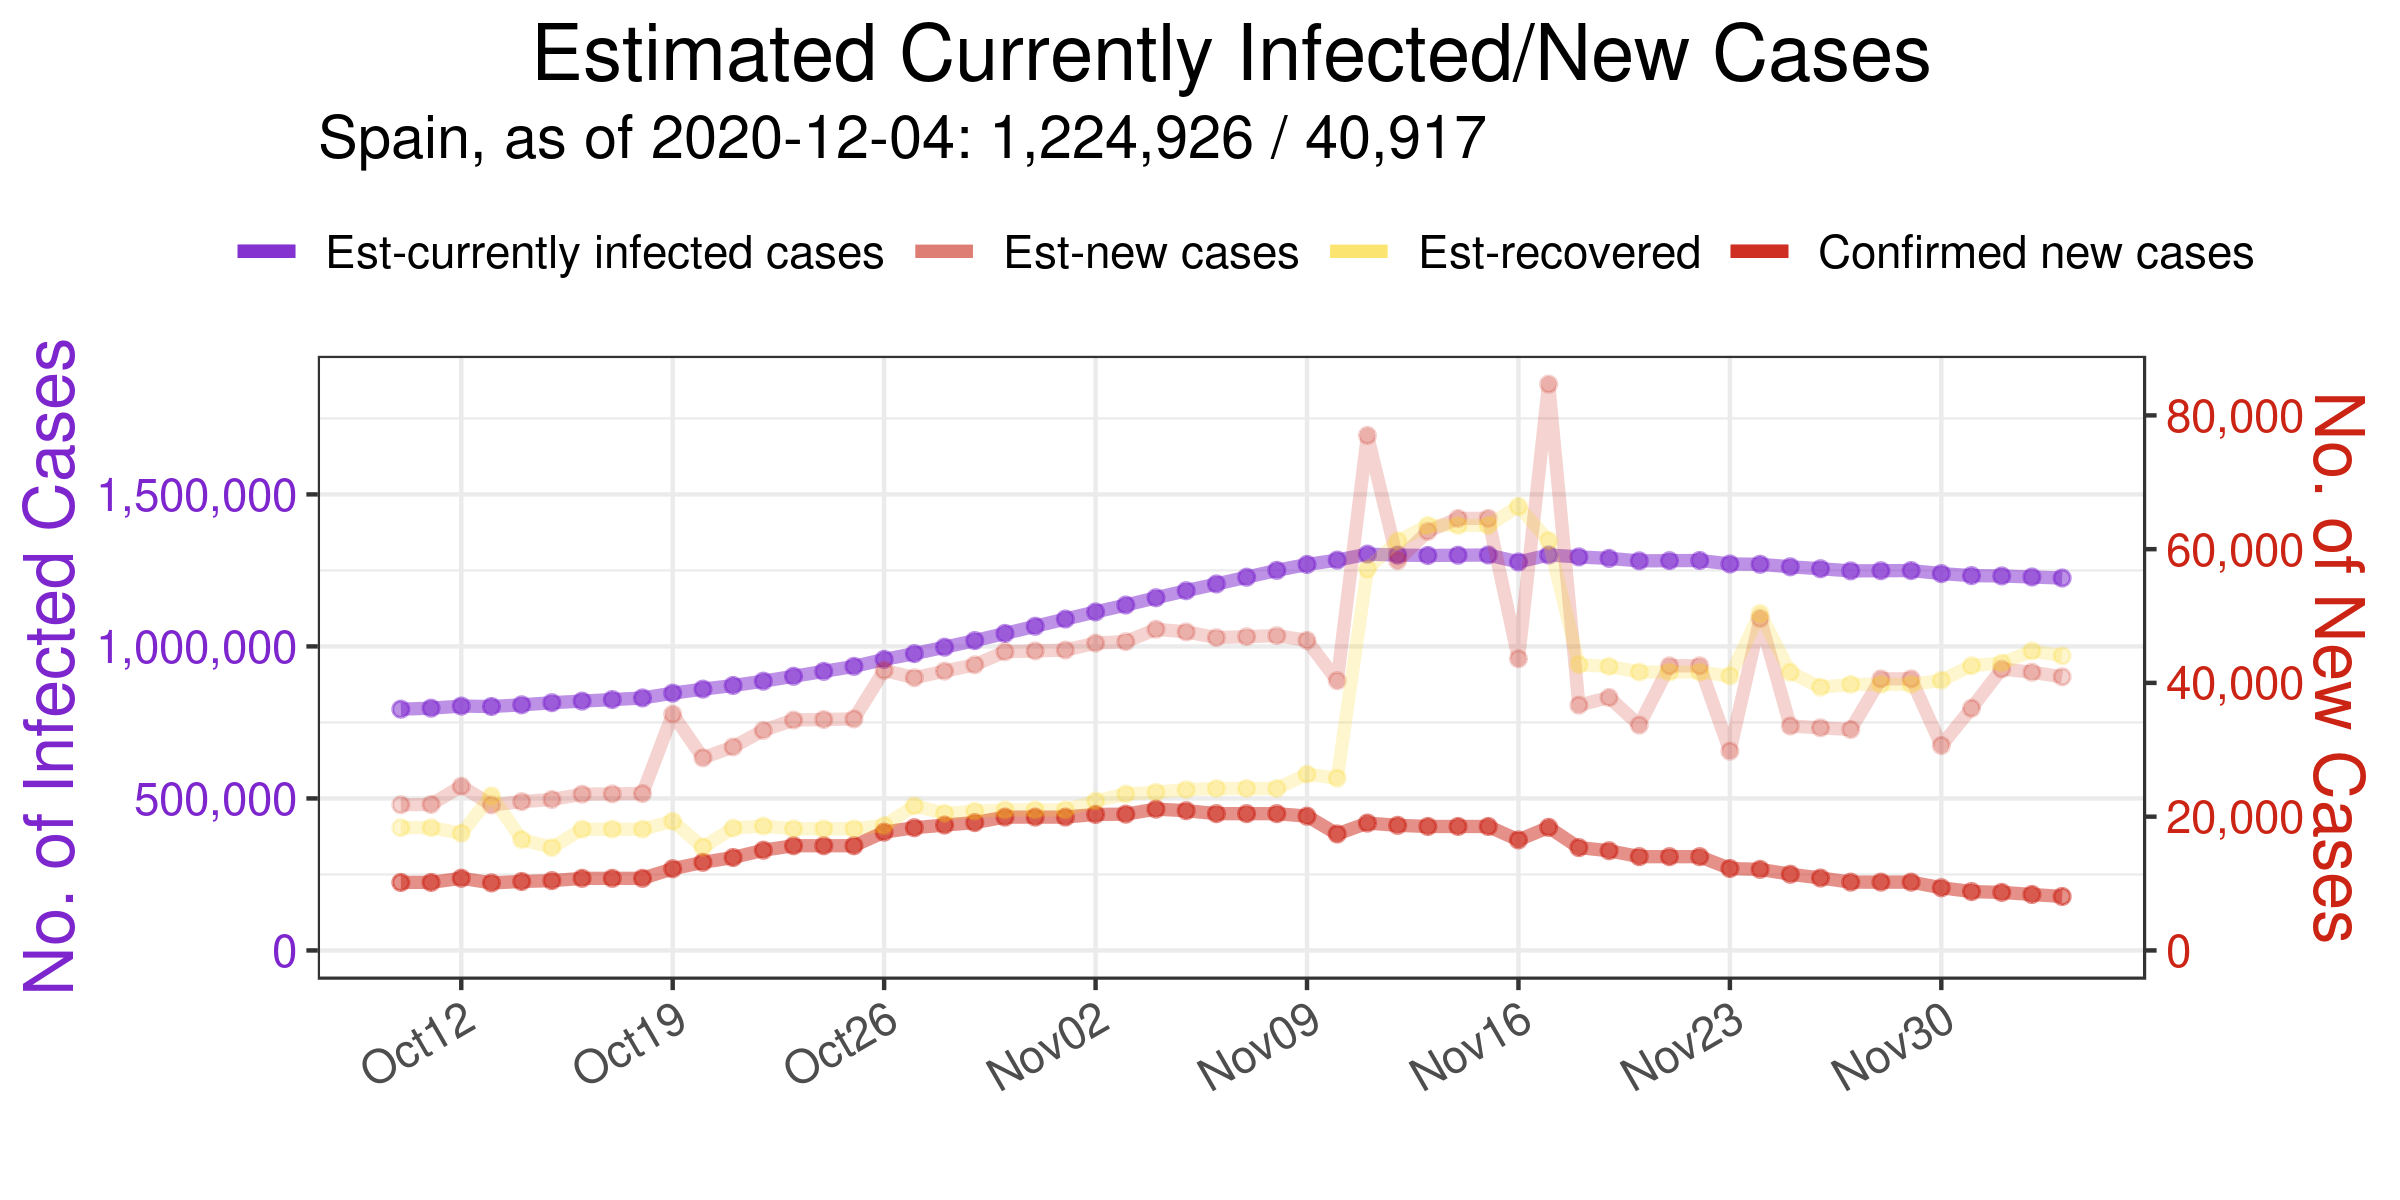 Estimated Currently Infected/New Cases
Spain, as of 2020-12-04: 1,224,926 / 40,917
Est-currently infected cases Est-new cases Est-recovered Confirmed new cases
No. of Infected Cases
1,500,000
1,000,000
500,000
0
80,000
60,000
40,000
20,000
0
No. of New Cases
Oct12 Oct19 Oct26 Nov02 Nov09 Nov16 Nov23 Nov30